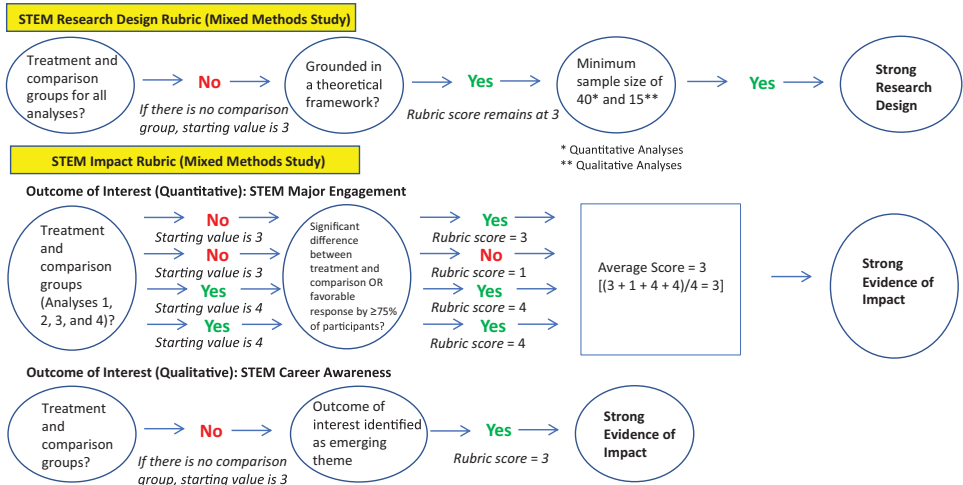 STEM Research Design Rubric (Mixed Methods Study)
Treatment and
comparison
groups for all
analyses?
No
If there is no comparison
group, starting value is 3
Grounded in
a theoretical
framework?
Yes
Rubric score remains at 3
Minimum
sample size of
40* and 15**
Yes
Strong
Research
Design
* Quantitative Analyses
** Qualitative Analyses
STEM Impact Rubric (Mixed Methods Study)
Outcome of Interest (Quantitative): STEM Major Engagement
Treatment
and
comparison
groups
(Analyses 1,
2, 3, and 4)?
No
Starting value is 3
No
Starting value is 3
Yes
Starting value is 4
Yes
Starting value is 4
Significant
difference
between
treatment and
comparison OR
favorable
response by ≥75%
of participants?
Yes
Rubric score = 3
No
Rubric score = 1
Yes
Rubric score = 4
Yes
Rubric score = 4
Average Score = 3
[(3 + 1 + 4 + 4)/4 = 3]
Strong
Evidence of
Impact
Outcome of Interest (Qualitative): STEM Career Awareness
Treatment
and
comparison
groups?
No
If there is no comparison
group, starting value is 3
Outcome of
interest identified
as emerging
theme
Yes
Rubric score = 3
Strong
Evidence of
Impact